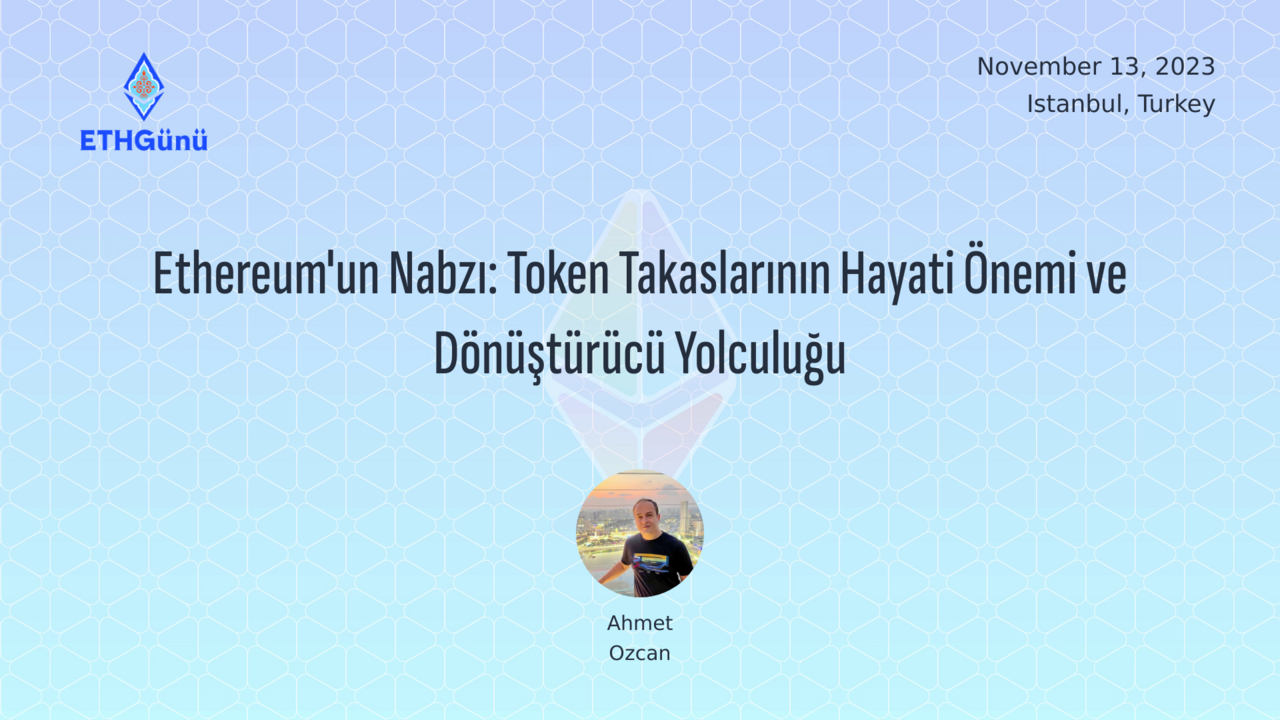 November 13, 2023
Istanbul, Turkey
ETHGünü
Ethereum'un Nabzı: Token Takaslarının Hayati Önemi ve
Dönüştürücü Yolculuğu
Ahmet
Ozcan